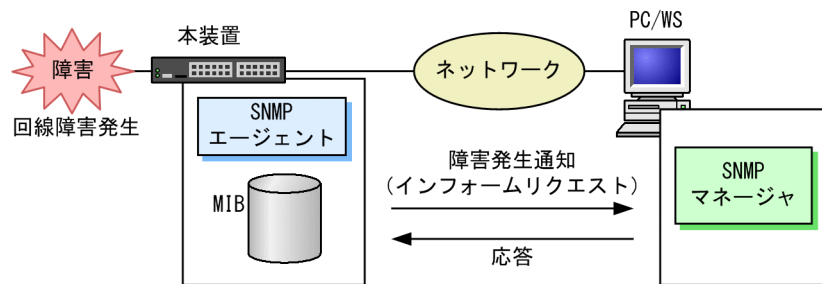 PC/WS
本装置
障害
ネットワーク
回線障害発生
SNMP
エージェント
MIB
障害発生通知
(インフォームリクエスト)
応答
SNMP
マネージャ